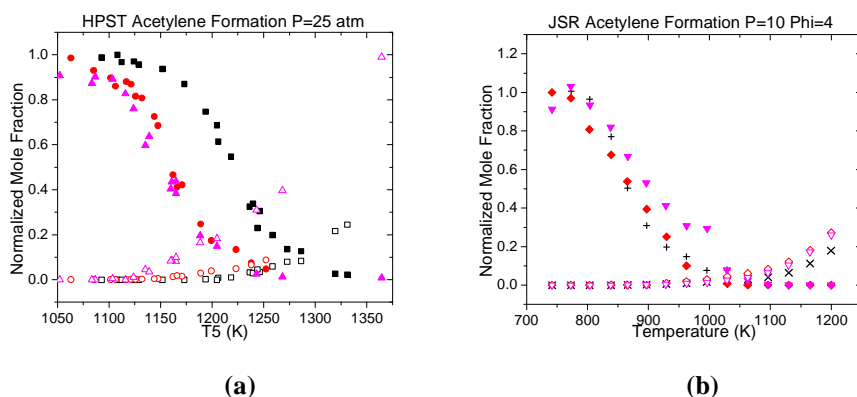 HPST Acetylene Formation P=25 atm
Normalized Mole Fraction
1.0
0.8
0.6
0.4
0.2
0.0
1050 1100 1150 1200 1250 1300 1350
T5 (K)
(a)
JSR Acetylene Formation P=10 Phi=4
Normalized Mole Fraction
1.2
1.0
0.8
0.6
0.4
0.2
0.0
700 800 900 1000 1100 1200
Temperature (K)
(b)